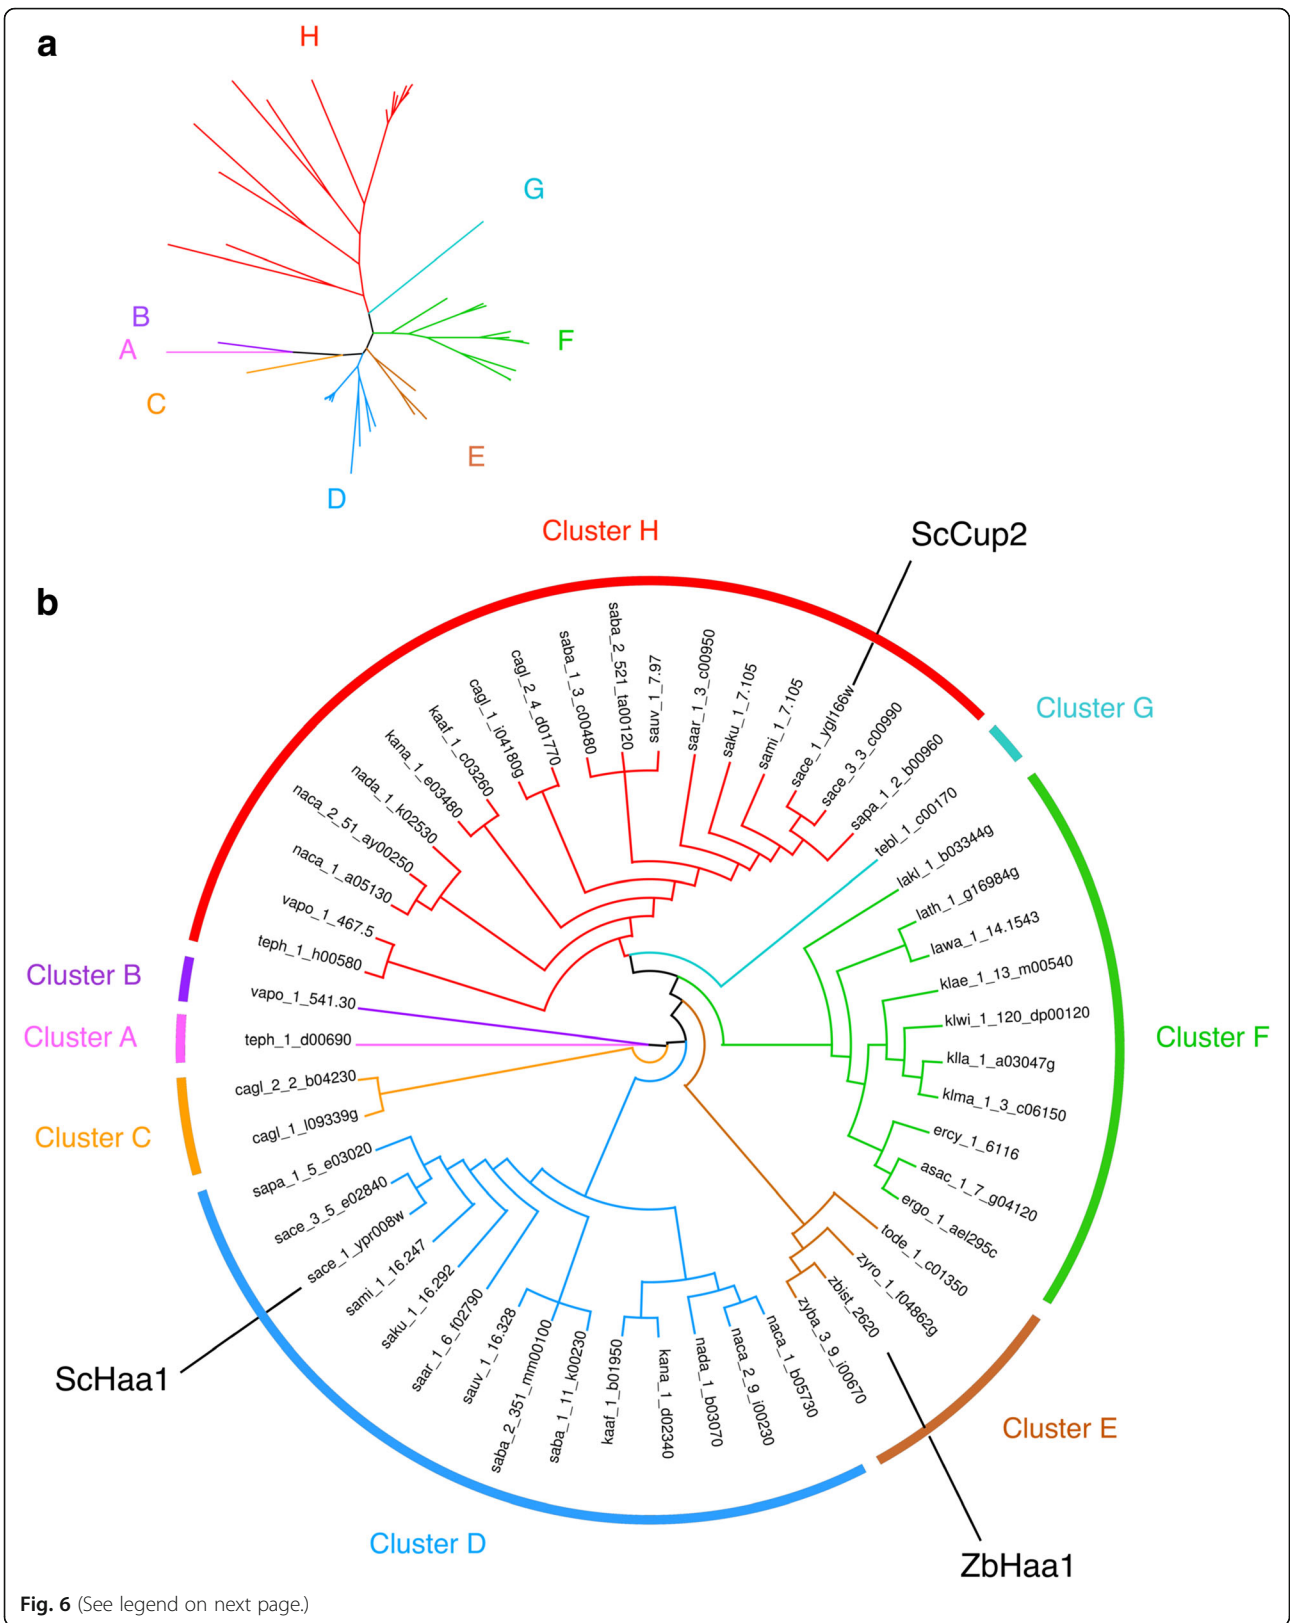 a
H
G
B
A
F
C
E
D
Cluster H
ScCup2
b
Cluster G
Cluster F
Cluster E
ZbHaa1
Cluster D
ScHaa1
Cluster C
Cluster A
Cluster B
teph_1_h00580
vapo_1_467.5
naca_1_a05130
naca_2_51_ay00250
nada_1_k02530
kana_1_e03480
kaaf_1_c03260
cagl_1_i04180g
cagl_2_4_d01770
saba_1_3_c00480
saba_2_521_ta00120
sauv_1_7.97
saar_1_3_c00950
saku_1_7.105
sami_1_7.105
sace_1_ygl166w
sace_3_3_c00990
sapa_1_2_b00960
tebl_1_c00170
lakl_1_b03344g
lath_1_g16984g
lawa_1_14.1543
klae_1_13_m00540
klwi_1_120_dp00120
klla_1_a03047g
klma_1_3_c06150
ercy_1_6116
asac_1_7_g04120
ergo_1_ael295c
tode_1_c01350
zyro_1_f04862g
zbist_2620
zyba_3_9_i00670
naca_1_b05730
naca_2_9_i00230
nada_1_b03070
kana_1_d02340
kaaf_1_b01950
saba_1_11_k00230
saba_2_351_mm00100
sauv_1_16.328
saar_1_6_f02790
saku_1_16.292
sami_1_16.247
sace_1_ypr008w
sace_3_5_e02840
sapa_1_5_e03020
cagl_1_l09339g
cagl_2_2_b04230
teph_1_d00690
vapo_1_541.30
Fig. 6 (See legend on next page.)